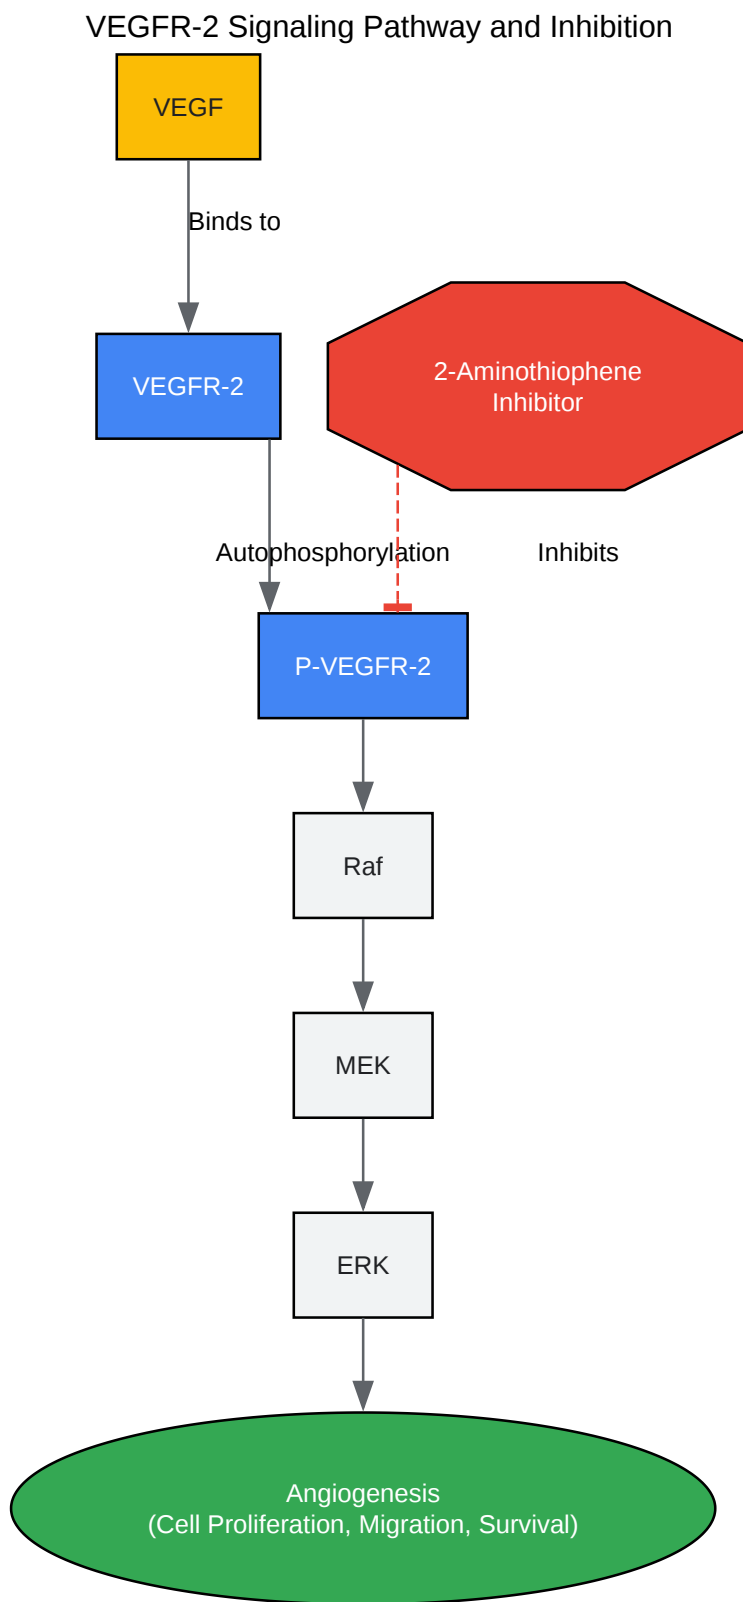 VEGFR-2 Signaling Pathway and Inhibition
VEGF
Binds to
VEGFR-2
2-Aminothiophene
Inhibitor
Autophosphorylation
Inhibits
P-VEGFR-2
Raf
MEK
ERK
Angiogenesis
(Cell Proliferation, Migration, Survival)